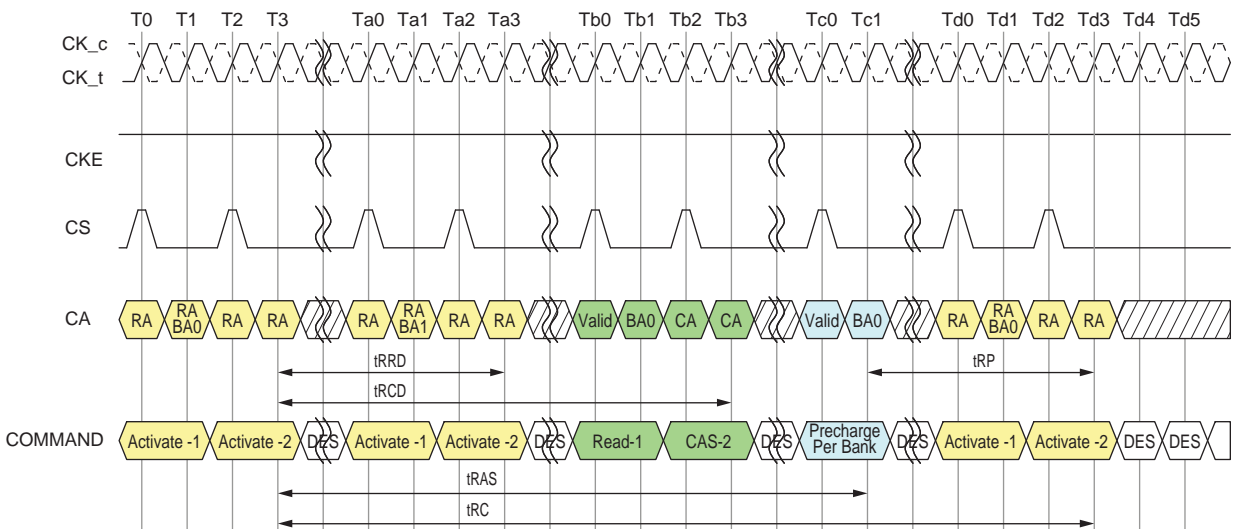 T0 T1 T2 T3 Ta0 Ta1 Ta2 Ta3 Tb0 Tb1 Tb2 Tb3 Tc0 Tc1 Td0 Td1 Td2 Td3 Td4 Td5
CK_c
CK_t
CKE
CS
CA RA RA BA0 RA RA RA RA BA1 RA RA Valid BA0 CA CA Valid BA0 RA RA BA0 RA RA
tRRD tRP
tRCD
COMMAND Activate -1 Activate -2 DES Activate -1 Activate -2 DES Read-1 CAS-2 DES Precharge Per Bank DES Activate -1 Activate -2 DES DES
tRAS
tRC